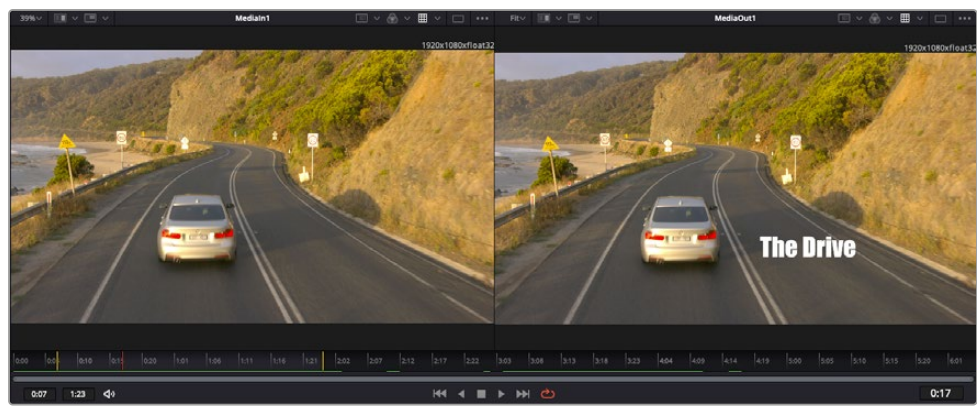 39%
MediaIn1
Fit
MediaOut1
1920x1080xfloat32
1920x1080xfloat32
The Drive
0:00 0:10 0:15 0:20 1:01 1:06 1:11 1:16 1:21 2:02 2:07 2:12 2:17 2:22 3:03 3:08 3:13 3:18 3:23 4:04 4:09 4:14 4:19 5:00 5:05 5:10 5:15 5:20 6:01
0:07 1:23 0:17